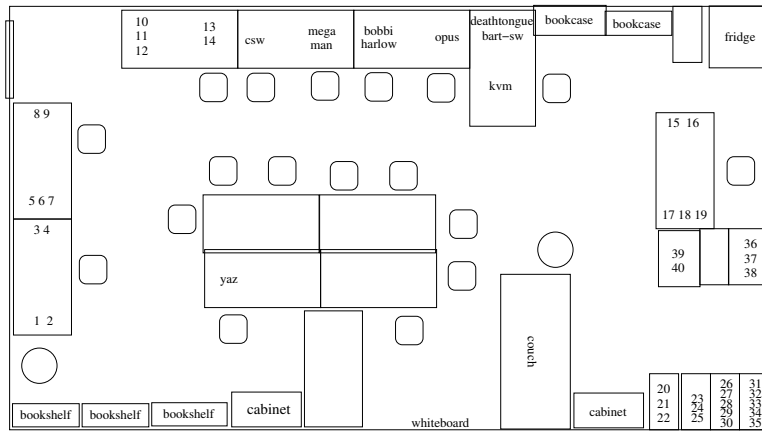 10
11
12
13
14
csw
mega
man
bobbi
harlow
opus
deathtongue
bart−sw
kvm
bookcase
bookcase
fridge
8 9
5 6 7
3 4
1 2
15 16
17 18 19
39
40
36
37
38
yaz
couch
bookshelf
bookshelf
bookshelf
cabinet
whiteboard
cabinet
20
21
22
23
24
25
26
27
28
29
30
31
32
33
34
35